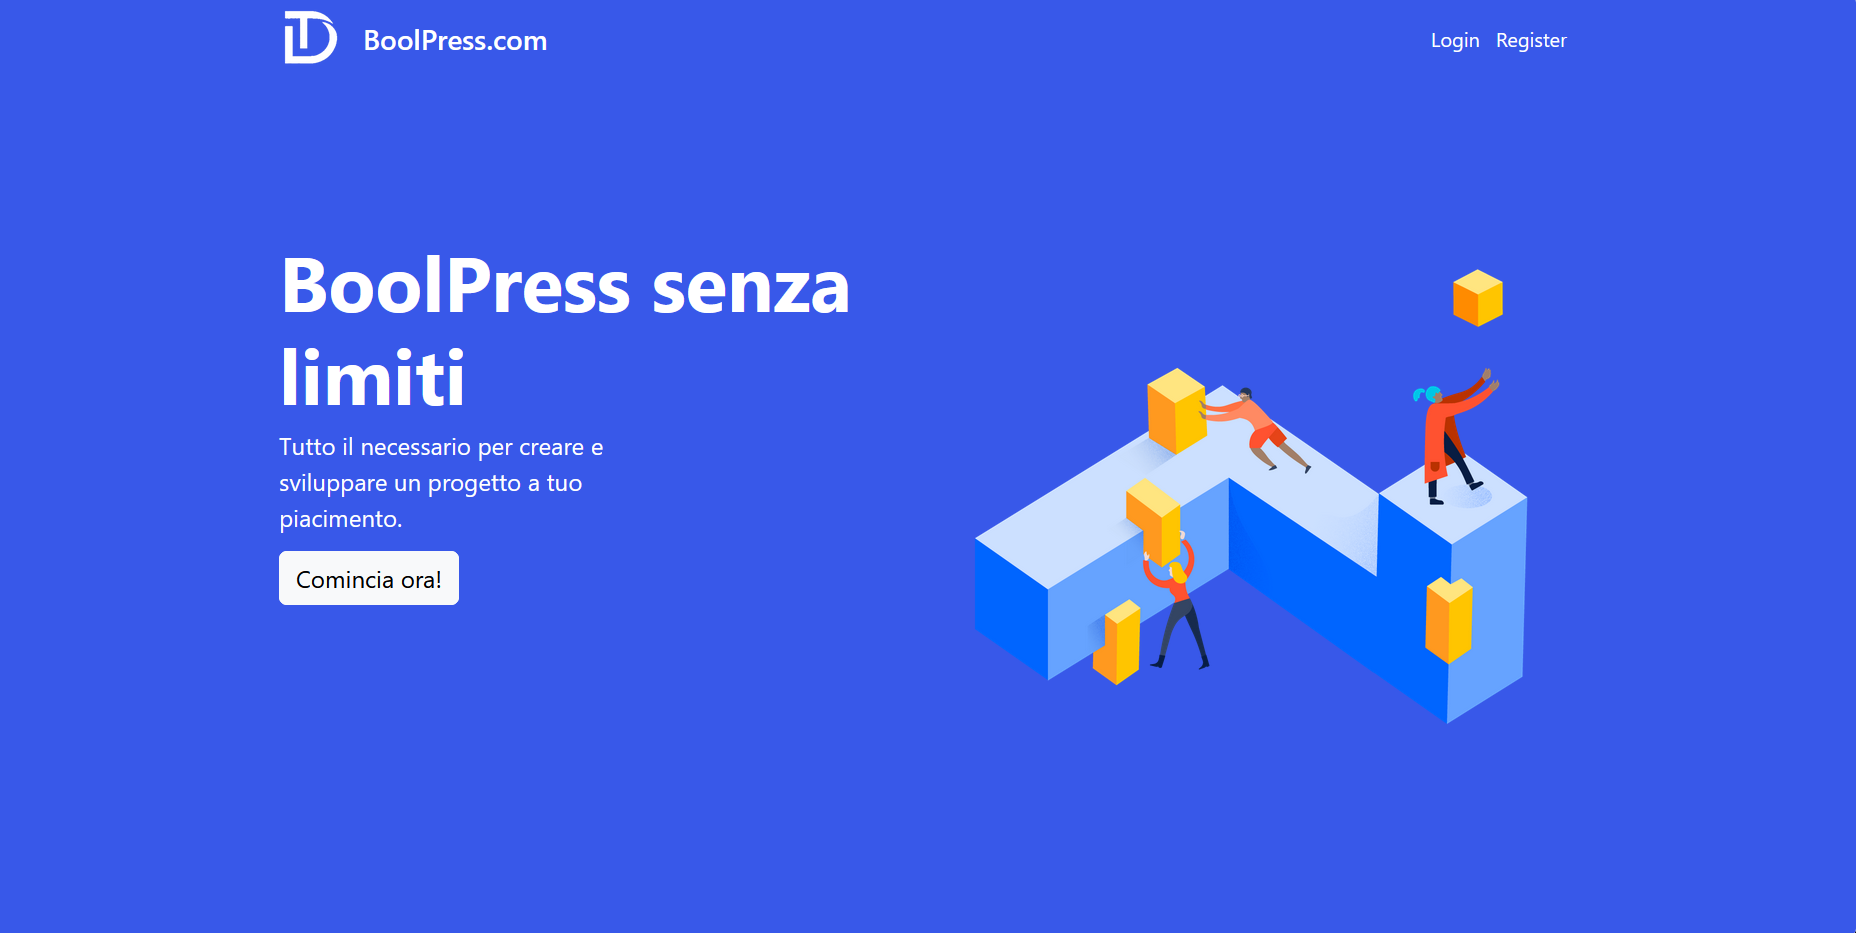 BoolPress.com
Login Register
BoolPress senza
limiti
Tutto il necessario per creare e
sviluppare un progetto a tuo
piacimento.
Comincia ora!